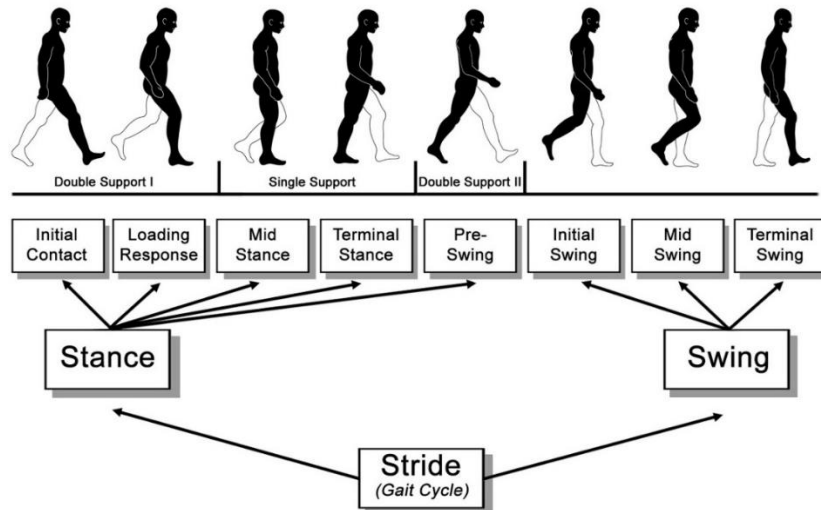 Double Support I
Single Support
Double Support II
Initial
Contact
Loading
Response
Mid
Stance
Terminal
Stance
Pre-
Swing
Initial
Swing
Mid
Swing
Terminal
Swing
Stance
Swing
Stride
(Gait Cycle)